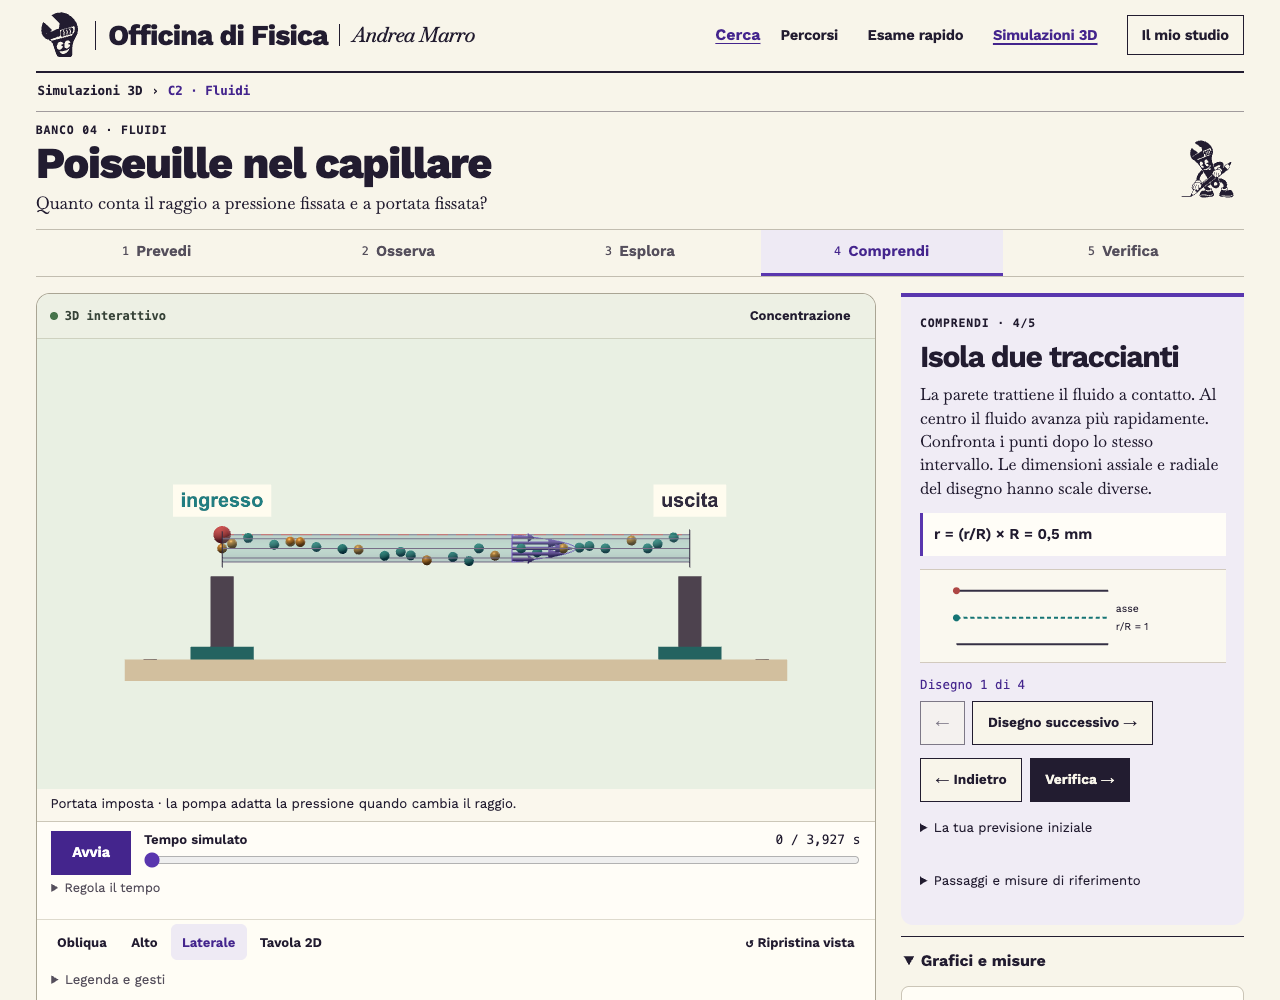 Officina di Fisica
Andrea Marro
Cerca
Percorsi
Esame rapido
Simulazioni 3D
Il mio studio
Simulazioni 3D › C2 · Fluidi
BANCO 04 · FLUIDI
Poiseuille nel capillare
Quanto conta il raggio a pressione fissata e a portata fissata?
1 Prevedi
2 Osserva
3 Esplora
4 Comprendi
5 Verifica
3D interattivo
Concentrazione
ingresso
uscita
Portata imposta · la pompa adatta la pressione quando cambia il raggio.
Avvia
Tempo simulato
0 / 3,927 s
▶ Regola il tempo
Obliqua
Alto
Laterale
Tavola 2D
↺ Ripristina vista
▶ Legenda e gesti
COMPRENDI · 4/5
Isola due traccianti
La parete trattiene il fluido a contatto. Al
centro il fluido avanza più rapidamente.
Confronta i punti dopo lo stesso
intervallo. Le dimensioni assiale e radiale
del disegno hanno scale diverse.
r = (r/R) × R = 0,5 mm
asse
r/R = 1
Disegno 1 di 4
←
Disegno successivo →
← Indietro
Verifica →
▶ La tua previsione iniziale
▶ Passaggi e misure di riferimento
▼ Grafici e misure